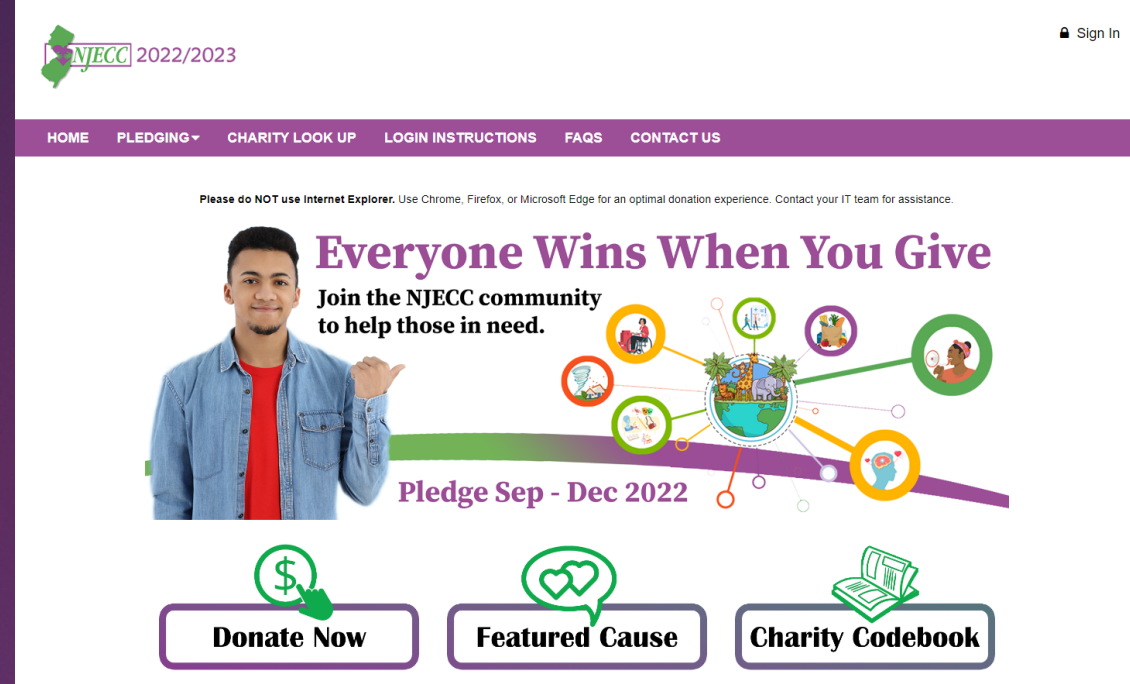 NJECC 2022/2023
Sign In
HOME PLEDGING CHARITY LOOK UP LOGIN INSTRUCTIONS FAQS CONTACT US
Please do NOT use Internet Explorer. Use Chrome, Firefox, or Microsoft Edge for an optimal donation experience. Contact your IT team for assistance.
Everyone Wins When You Give
Join the NJECC community
to help those in need.
Pledge Sep - Dec 2022
$
Donate Now
Featured Cause
Charity Codebook